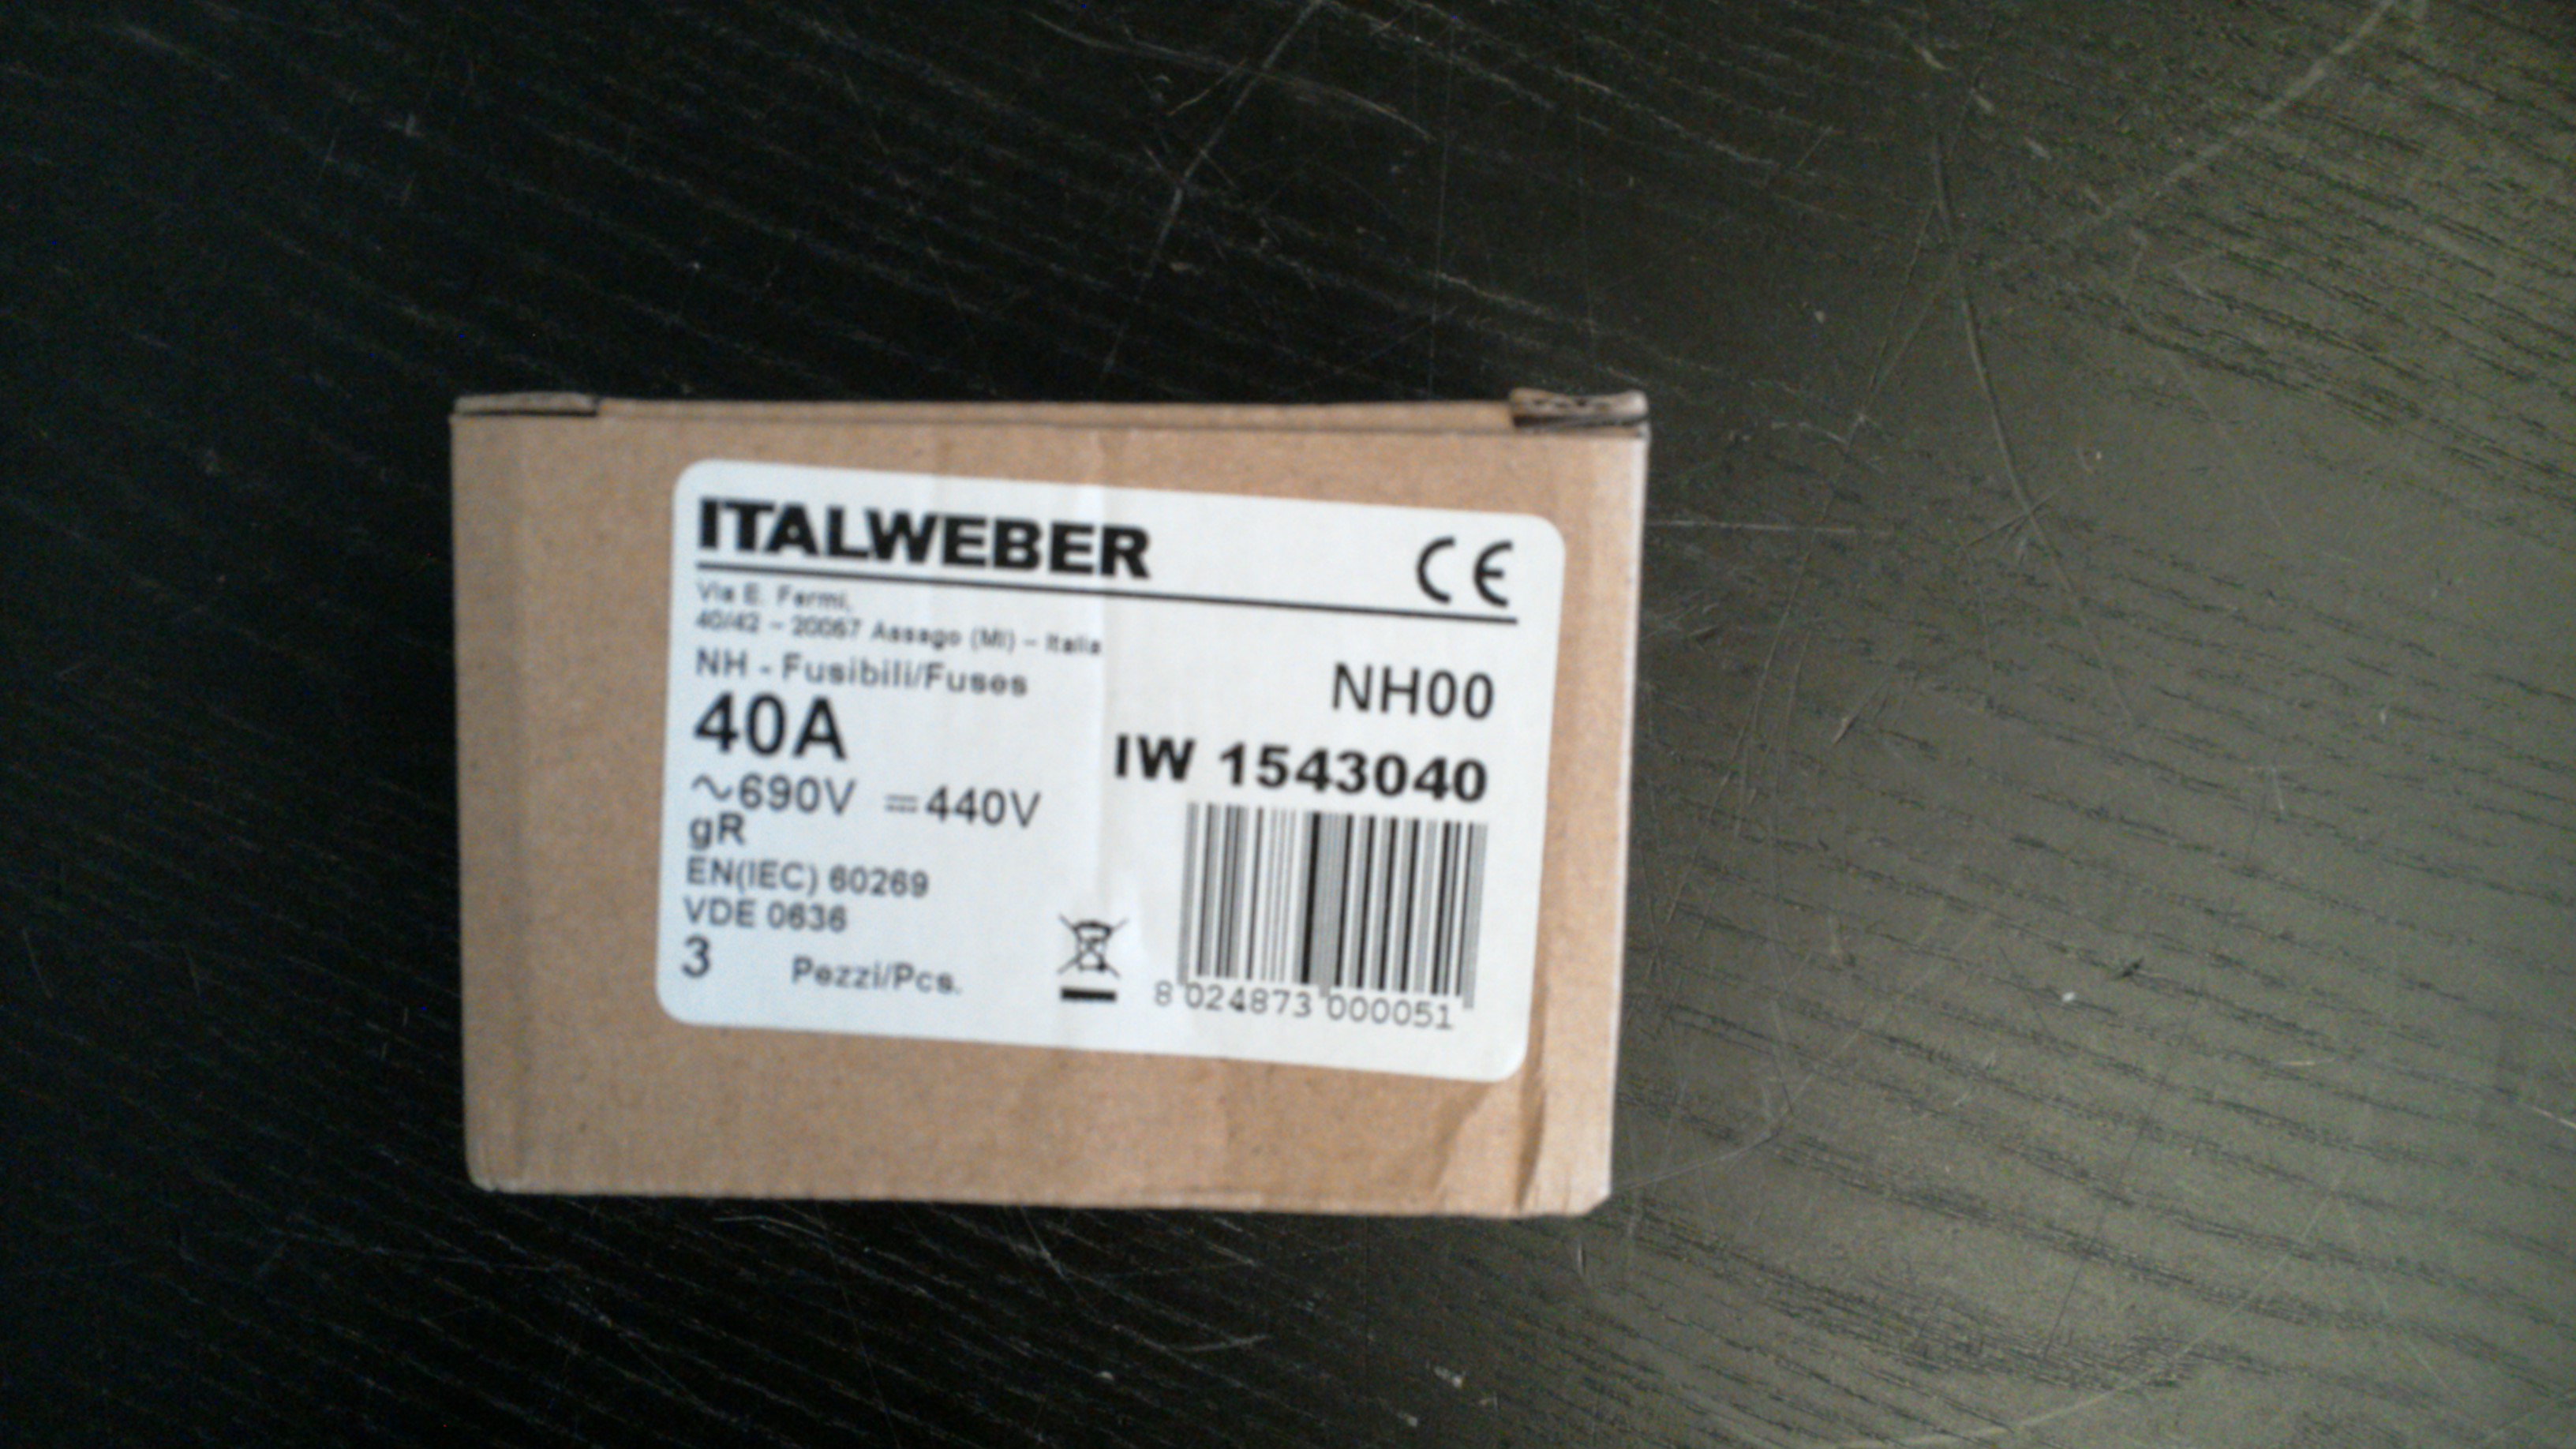 ITALWEBER
CE
Via E. Fermi,
40/42 - 20057 Assago (MI) - Italia
NH - Fusibili/Fuses
NH00
40A
IW 1543040
~690V ⎓440V
gR
EN(IEC) 60269
VDE 0636
3 Pezzi/Pcs.
8 024873 000051